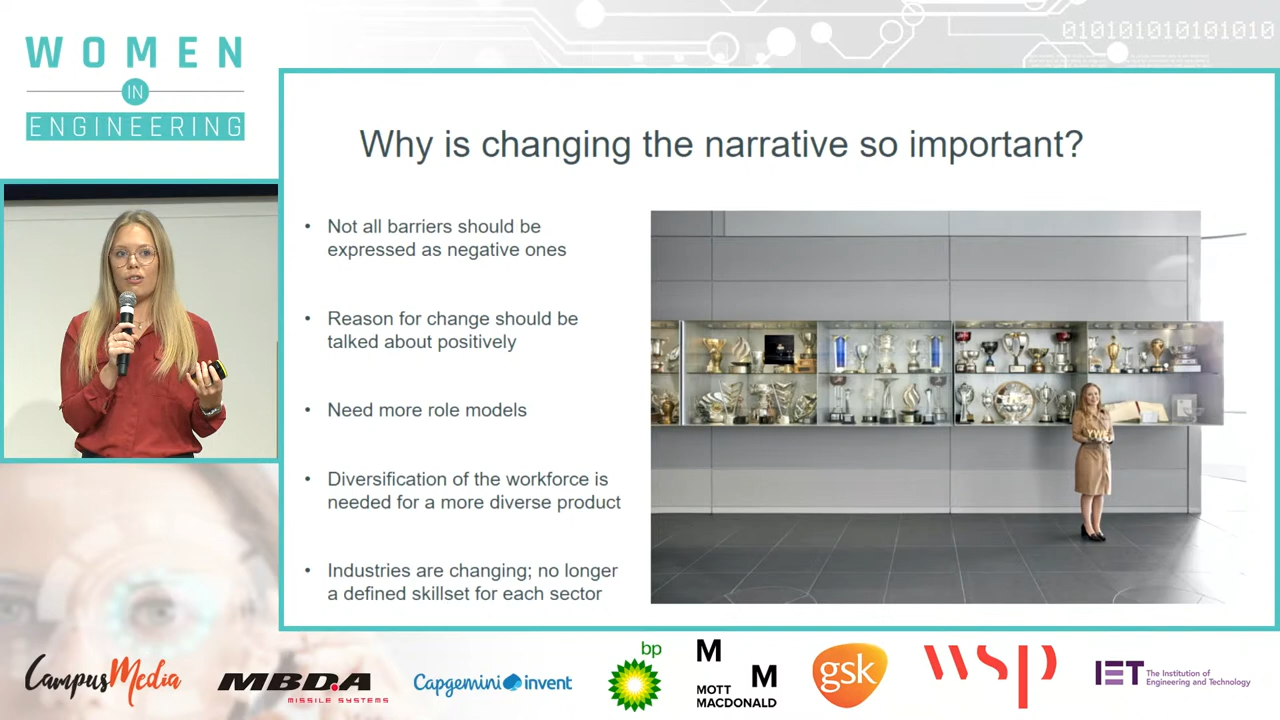 WOMEN
IN
ENGINEERING
01010101010101010
Why is changing the narrative so important?
• Not all barriers should be
expressed as negative ones
• Reason for change should be
talked about positively
• Need more role models
• Diversification of the workforce is
needed for a more diverse product
• Industries are changing; no longer
a defined skillset for each sector
YWE
CampusMedia
MBDA
MISSILE SYSTEMS
Capgemini invent
bp
M
M
MOTT
MACDONALD
gsk
wsp
IET The Institution of
Engineering and Technology